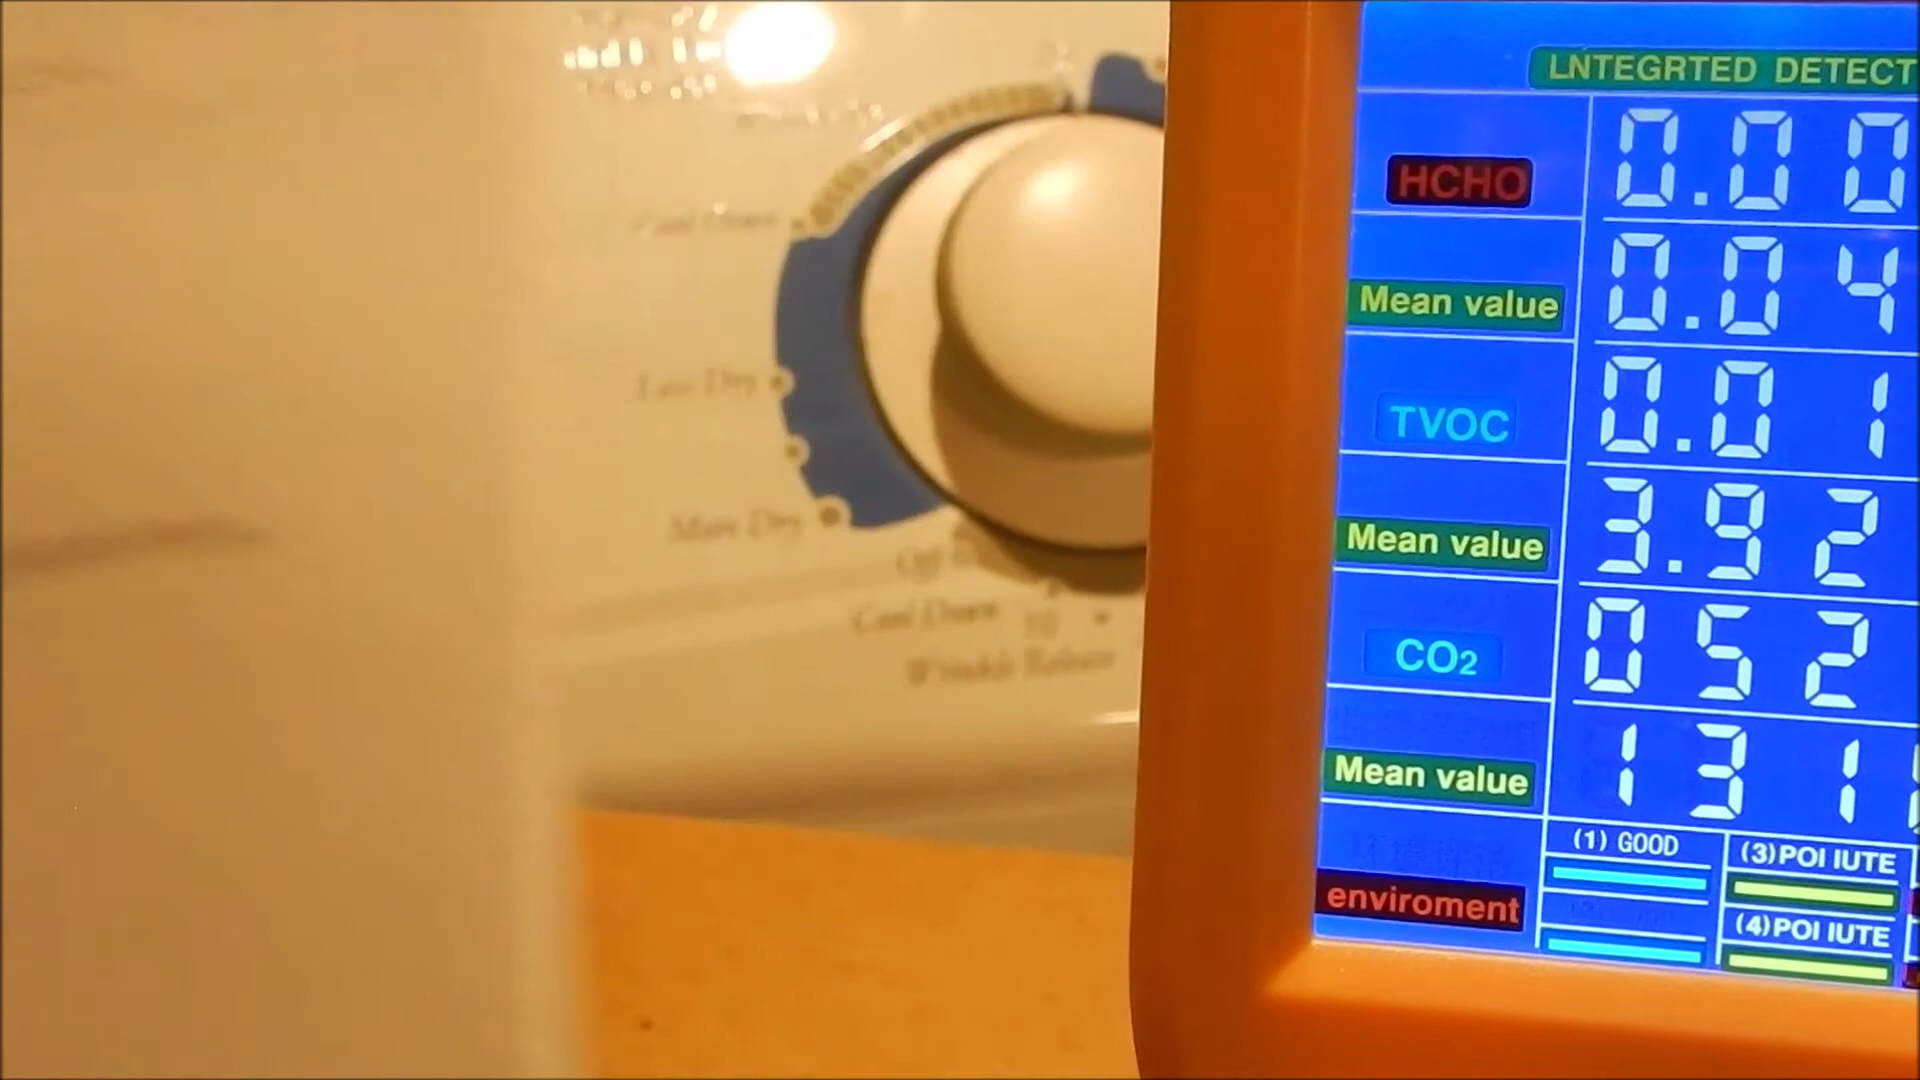 LNTEGRTED DETECT
HCHO 0.00
Mean value 0.04
TVOC 0.01
Mean value 3.92
CO2 052
Mean value 131
enviroment
(1) GOOD
(3)POI IUTE
(4)POI IUTE
Less Dry
More Dry
Off
Cool Down
Wrinkle Release
Cool Down